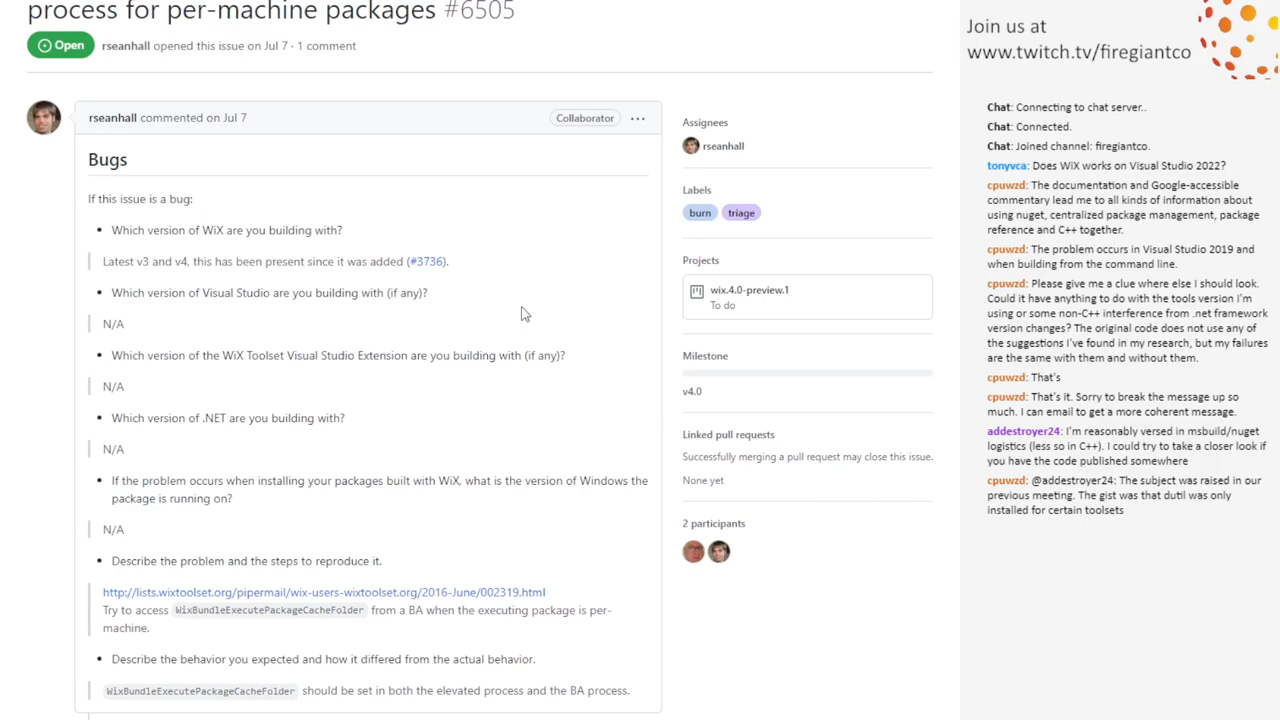 process for per-machine packages #6505
Open
rseanhall opened this issue on Jul 7 · 1 comment
rseanhall commented on Jul 7
Collaborator
Bugs
If this issue is a bug:
Which version of WiX are you building with?
Latest v3 and v4, this has been present since it was added (#3736).
Which version of Visual Studio are you building with (if any)?
N/A
Which version of the WiX Toolset Visual Studio Extension are you building with (if any)?
N/A
Which version of .NET are you building with?
N/A
If the problem occurs when installing your packages built with WiX, what is the version of Windows the
package is running on?
N/A
Describe the problem and the steps to reproduce it.
http://lists.wixtoolset.org/pipermail/wix-users-wixtoolset.org/2016-June/002319.html
Try to access WixBundleExecutePackageCacheFolder from a BA when the executing package is per-
machine.
Describe the behavior you expected and how it differed from the actual behavior.
WixBundleExecutePackageCacheFolder should be set in both the elevated process and the BA process.
Assignees
rseanhall
Labels
burn triage
Projects
wix.4.0-preview.1
To do
Milestone
v4.0
Linked pull requests
Successfully merging a pull request may close this issue.
None yet
2 participants
Join us at
www.twitch.tv/firegiantco
Chat: Connecting to chat server..
Chat: Connected.
Chat: Joined channel: firegiantco.
tonyvca: Does WiX works on Visual Studio 2022?
cpuwzd: The documentation and Google-accessible
commentary lead me to all kinds of information about
using nuget, centralized package management, package
reference and C++ together.
cpuwzd: The problem occurs in Visual Studio 2019 and
when building from the command line.
cpuwzd: Please give me a clue where else I should look.
Could it have anything to do with the tools version I'm
using or some non-C++ interference from .net framework
version changes? The original code does not use any of
the suggestions I've found in my research, but my failures
are the same with them and without them.
cpuwzd: That's
cpuwzd: That's it. Sorry to break the message up so
much. I can email to get a more coherent message.
addestroyer24: I'm reasonably versed in msbuild/nuget
logistics (less so in C++). I could try to take a closer look if
you have the code published somewhere
cpuwzd: @addestroyer24: The subject was raised in our
previous meeting. The gist was that dutil was only
installed for certain toolsets